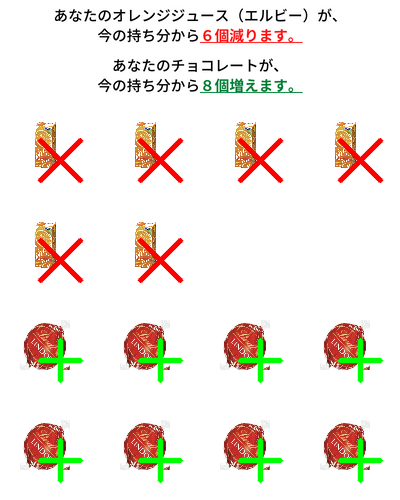 あなたのオレンジジュース（エルビー）が、
今の持ち分から６個減ります。
あなたのチョコレートが、
今の持ち分から８個増えます。